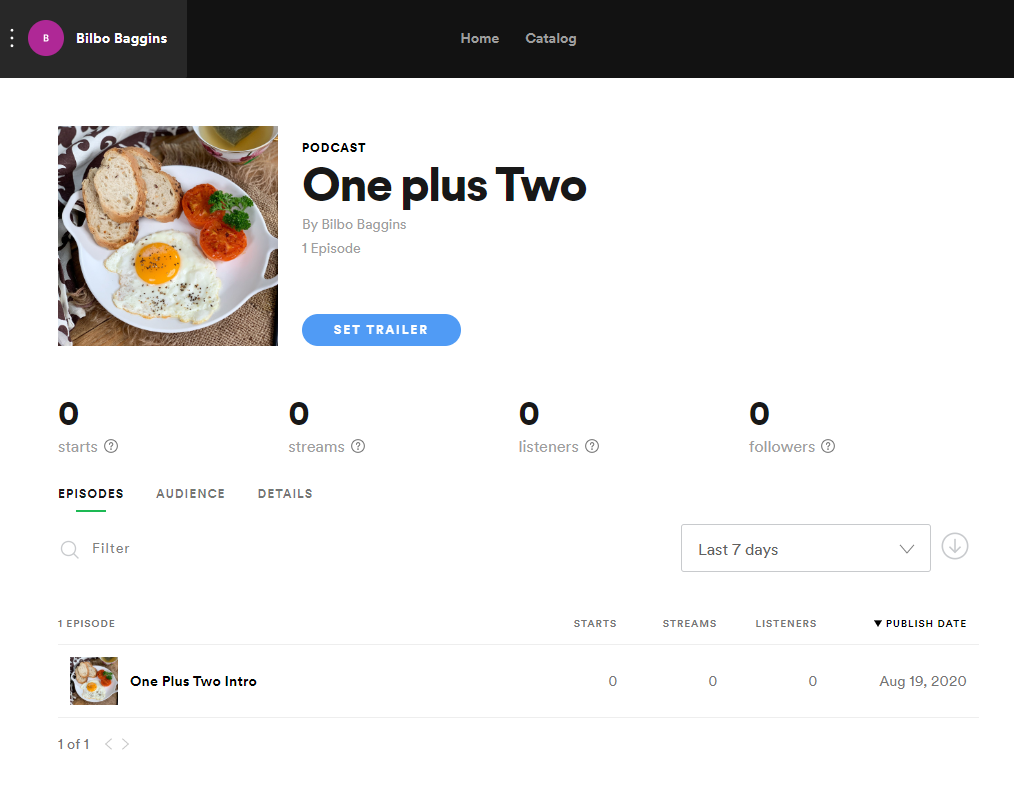 B
Bilbo Baggins
Home Catalog
PODCAST
One plus Two
By Bilbo Baggins
1 Episode
SET TRAILER
0 0 0 0
starts ? streams ? listeners ? followers ?
EPISODES AUDIENCE DETAILS
Filter
Last 7 days
1 EPISODE STARTS STREAMS LISTENERS ▼ PUBLISH DATE
One Plus Two Intro 0 0 0 Aug 19, 2020
1 of 1 < >